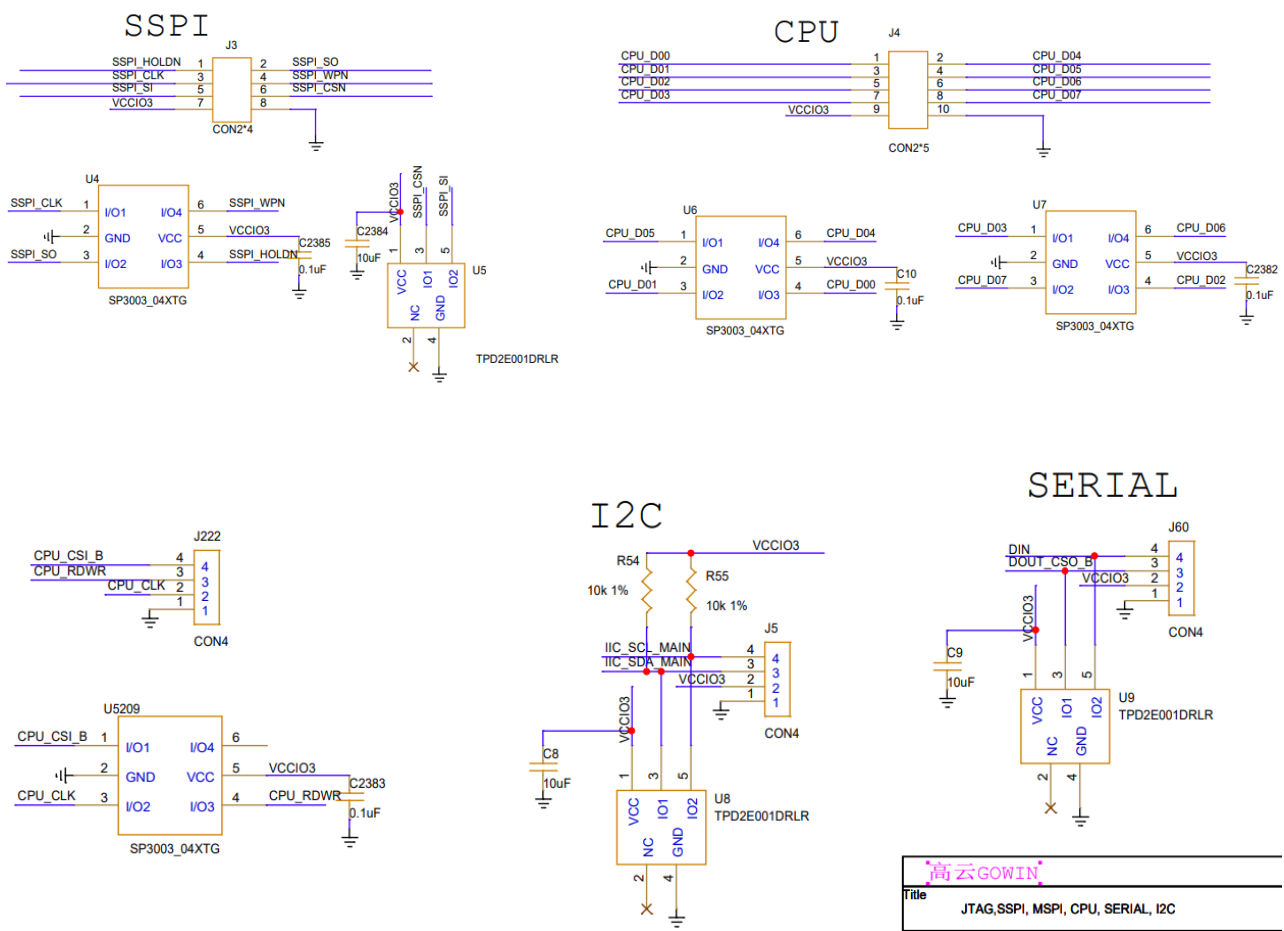 SSPI
J3
SSPI_HOLDN 1 2 SSPI_SO
SSPI_CLK 3 4 SSPI_WPN
SSPI_SI 5 6 SSPI_CSN
VCCIO3 7 8
CON2*4
CPU
J4
CPU_D00 1 2 CPU_D04
CPU_D01 3 4 CPU_D05
CPU_D02 5 6 CPU_D06
CPU_D03 7 8 CPU_D07
VCCIO3 9 10
CON2*5
U4
SSPI_CLK 1 I/O1 I/O4 6 SSPI_WPN
2 GND VCC 5 VCCIO3
SSPI_SO 3 I/O2 I/O3 4 SSPI_HOLDN
C2385
0.1uF
SP3003_04XTG
VCCIO3
SSPI_CSN
SSPI_SI
C2384
10uF
1 3 5
U5
VCC IO1 IO2
NC GND
2 4
TPD2E001DRLR
U6
CPU_D05 1 I/O1 I/O4 6 CPU_D04
2 GND VCC 5 VCCIO3
CPU_D01 3 I/O2 I/O3 4 CPU_D00
C10
0.1uF
SP3003_04XTG
U7
CPU_D03 1 I/O1 I/O4 6 CPU_D06
2 GND VCC 5 VCCIO3
CPU_D07 3 I/O2 I/O3 4 CPU_D02
C2382
0.1uF
SP3003_04XTG
J222
CPU_CSI_B 4 4
CPU_RDWR 3 3
CPU_CLK 2 2
1 1
CON4
U5209
CPU_CSI_B 1 I/O1 I/O4 6
2 GND VCC 5 VCCIO3
CPU_CLK 3 I/O2 I/O3 4 CPU_RDWR
C2383
0.1uF
SP3003_04XTG
I2C
VCCIO3
R54
10k 1%
R55
10k 1%
J5
IIC_SCL_MAIN 4 4
IIC_SDA_MAIN 3 3
VCCIO3 2 2
1 1
CON4
VCCIO3
C8
10uF
1 3 5
U8
TPD2E001DRLR
VCC IO1 IO2
NC GND
2 4
SERIAL
J60
DIN 4 4
DOUT_CSO_B 3 3
VCCIO3 2 2
1 1
CON4
VCCIO3
C9
10uF
1 3 5
U9
TPD2E001DRLR
VCC IO1 IO2
NC GND
2 4
高云GOWIN
Title
JTAG,SSPI, MSPI, CPU, SERIAL, I2C